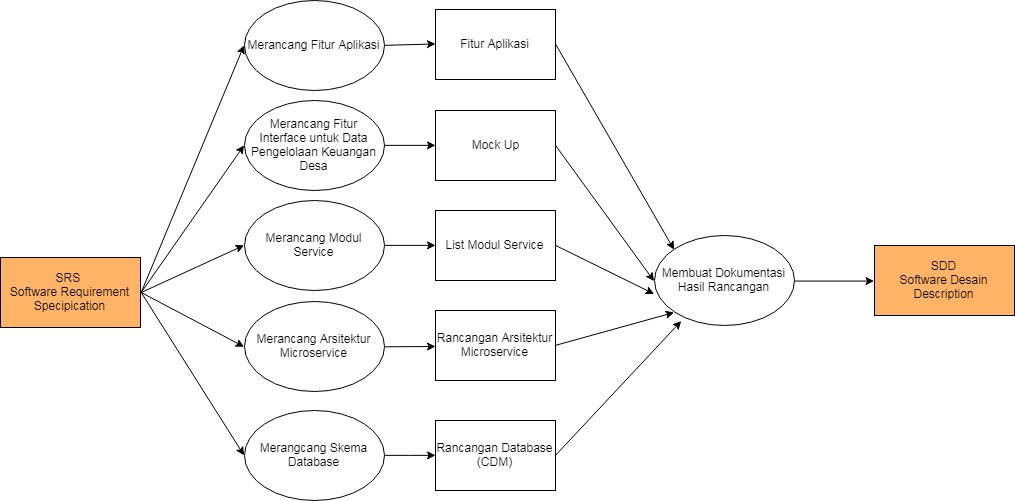 Merancang Fitur Aplikasi
Fitur Aplikasi
Merancang Fitur
Interface untuk Data
Pengelolaan Keuangan
Desa
Mock Up
Merancang Modul
Service
List Modul Service
SRS
Software Requirement
Specipication
Membuat Dokumentasi
Hasil Rancangan
SDD
Software Desain
Description
Merancang Arsitektur
Microservice
Rancangan Arsitektur
Microservice
Merangcang Skema
Database
Rancangan Database
(CDM)